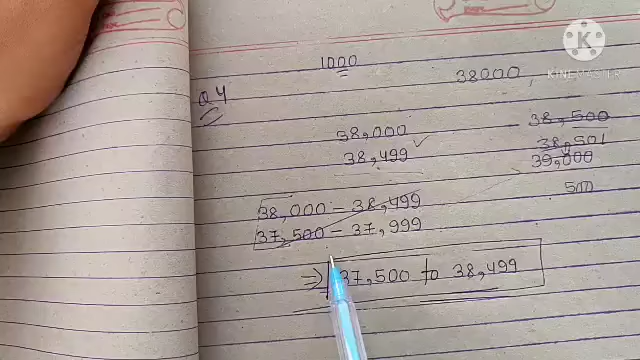 1000
38000
KINEMASTER
Q4
38,000
38,499
38,500
38,501
39,000
500
38,000 - 38,499
37,500 - 37,999
⇒ 37,500 to 38,499